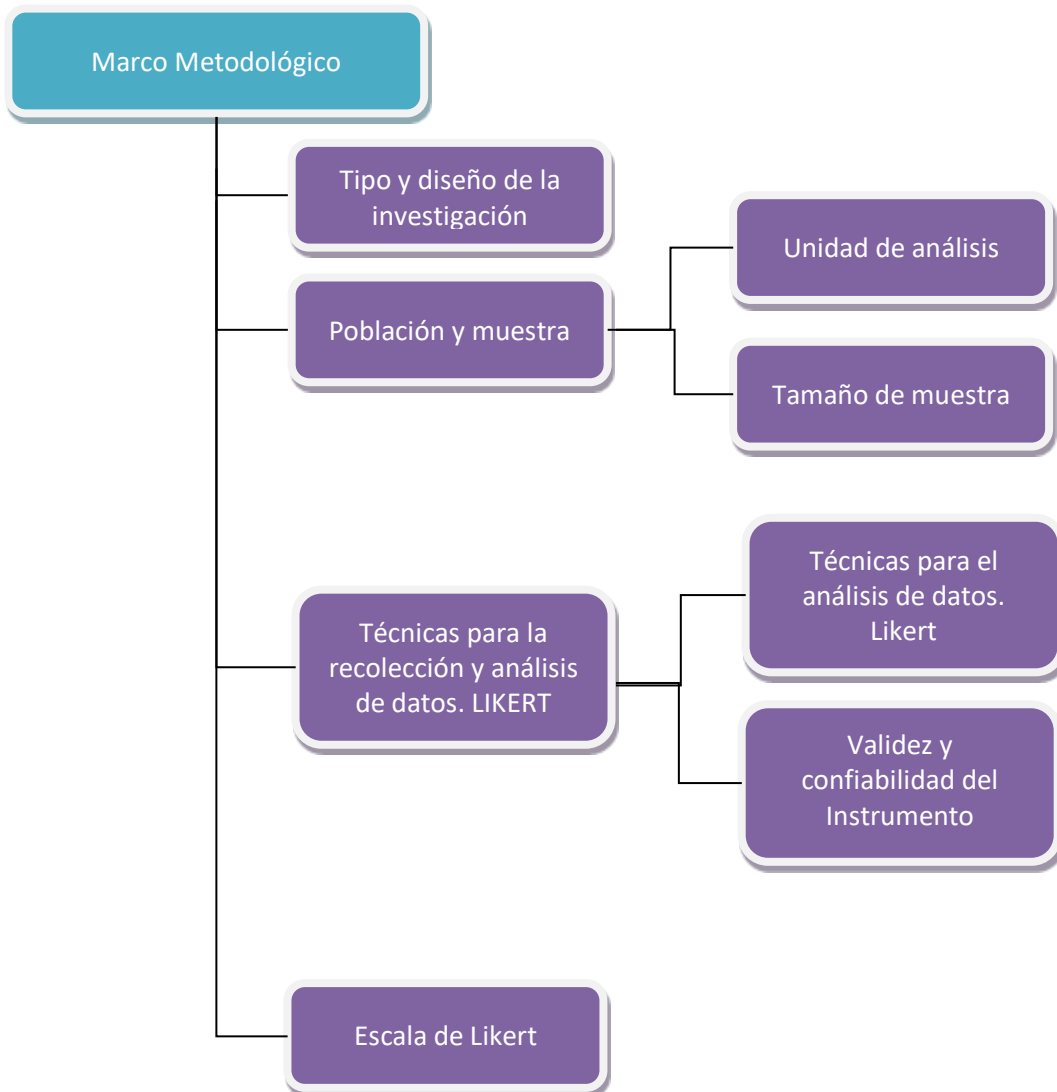 Marco Metodológico
Tipo y diseño de la
investigación
Población y muestra
Unidad de análisis
Tamaño de muestra
Técnicas para la
recolección y análisis
de datos. LIKERT
Técnicas para el
análisis de datos.
Likert
Validez y
confiabilidad del
Instrumento
Escala de Likert